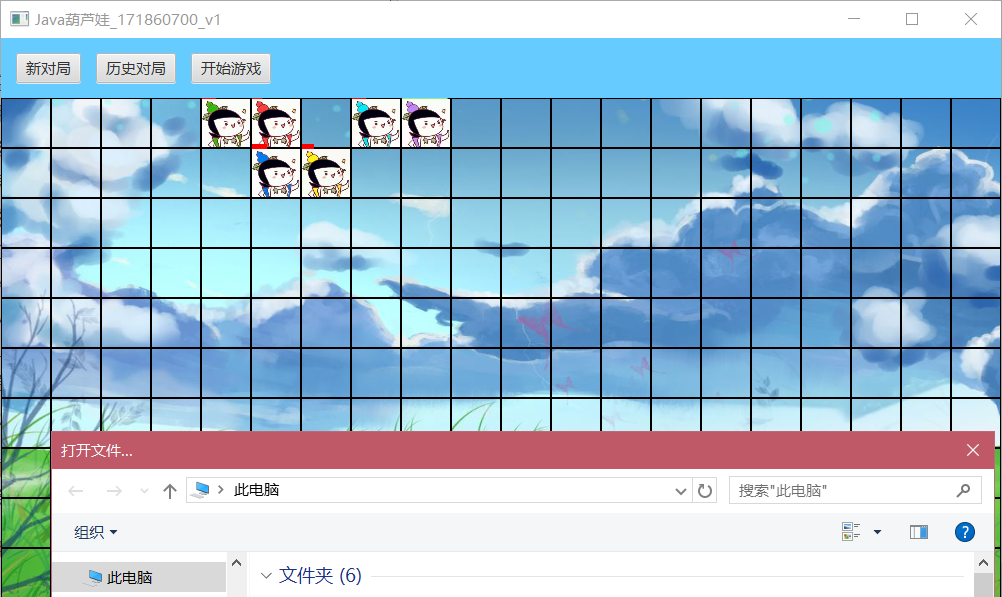 Java葫芦娃_171860700_v1
新对局 历史对局 开始游戏
打开文件...
此电脑 搜索"此电脑"
组织 ?
此电脑 文件夹 (6)